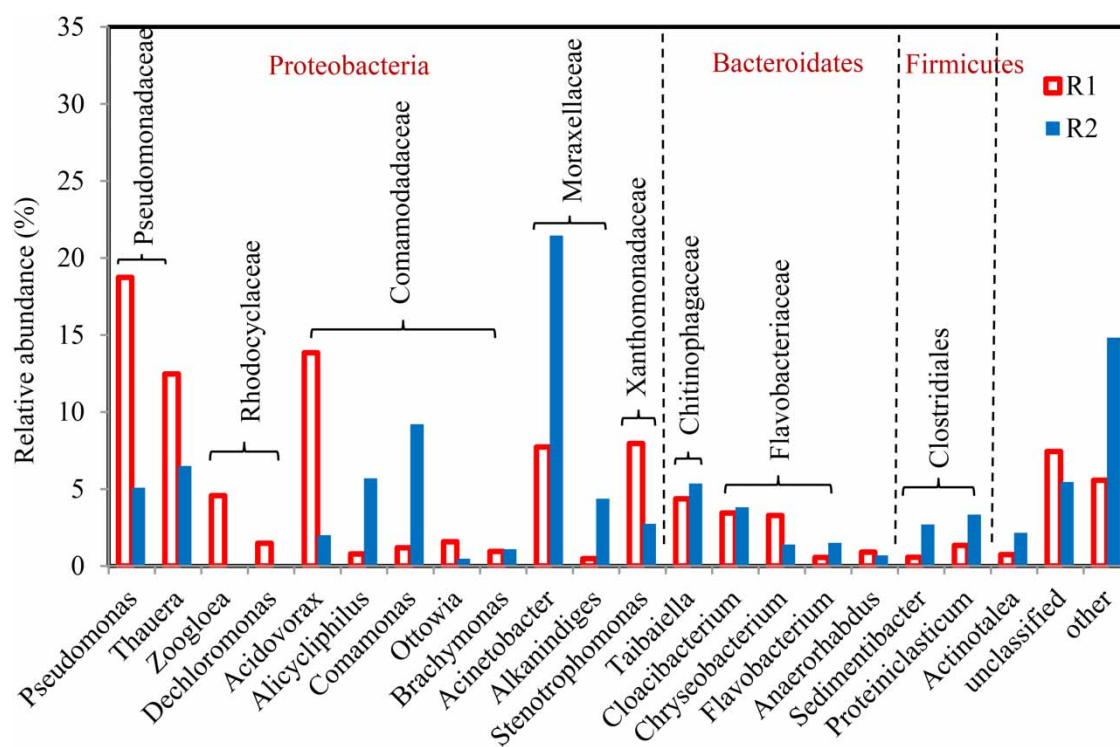 35
30
25
20
15
10
5
0
Relative abundance (%)
Proteobacteria
Bacteroidates
Firmicutes
R1
R2
Pseudomonadaceae
Rhodocyclaceae
Comamodadaceae
Moraxellaceae
Xanthomonadaceae
Chitinophagaceae
Flavobacteriaceae
Clostridiales
Pseudomonas
Thauera
Zoogloea
Dechloromonas
Acidovorax
Alicycliphilus
Comamonas
Ottowia
Brachymonas
Acinetobacter
Alkanindiges
Stenotrophomonas
Taibaiella
Cloacibacterium
Chryseobacterium
Flavobacterium
Anaerorhabdus
Sedimentibacter
Proteiniclasticum
Actinotalea
unclassified
other